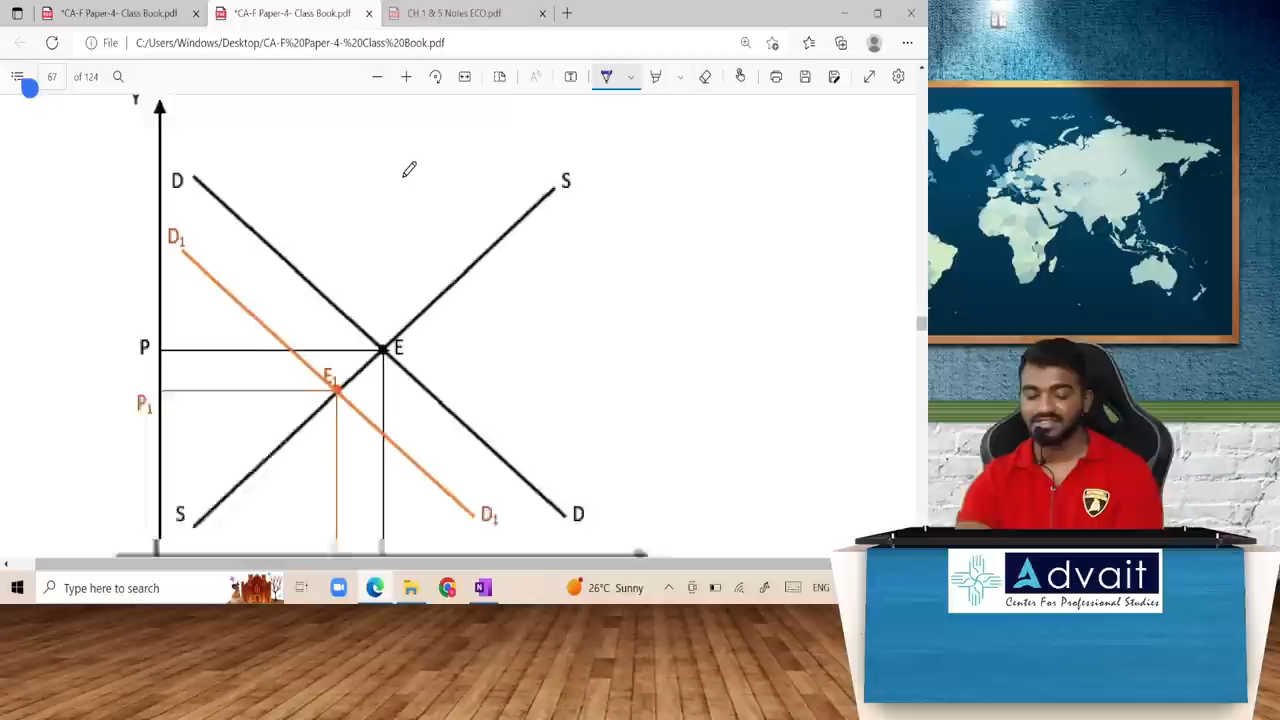 *CA-F Paper-4- Class Book.pdf
*CA-F Paper-4- Class Book.pdf
CH 1 & 5 Notes ECO.pdf
File
C:/Users/Windows/Desktop/CA-F%20Paper-4-%20Class%20Book.pdf
67 of 124
Y
D
S
D1
P
E
E1
P1
S
D1
D
Type here to search
26°C Sunny
ENG
Advait
Center For Professional Studies